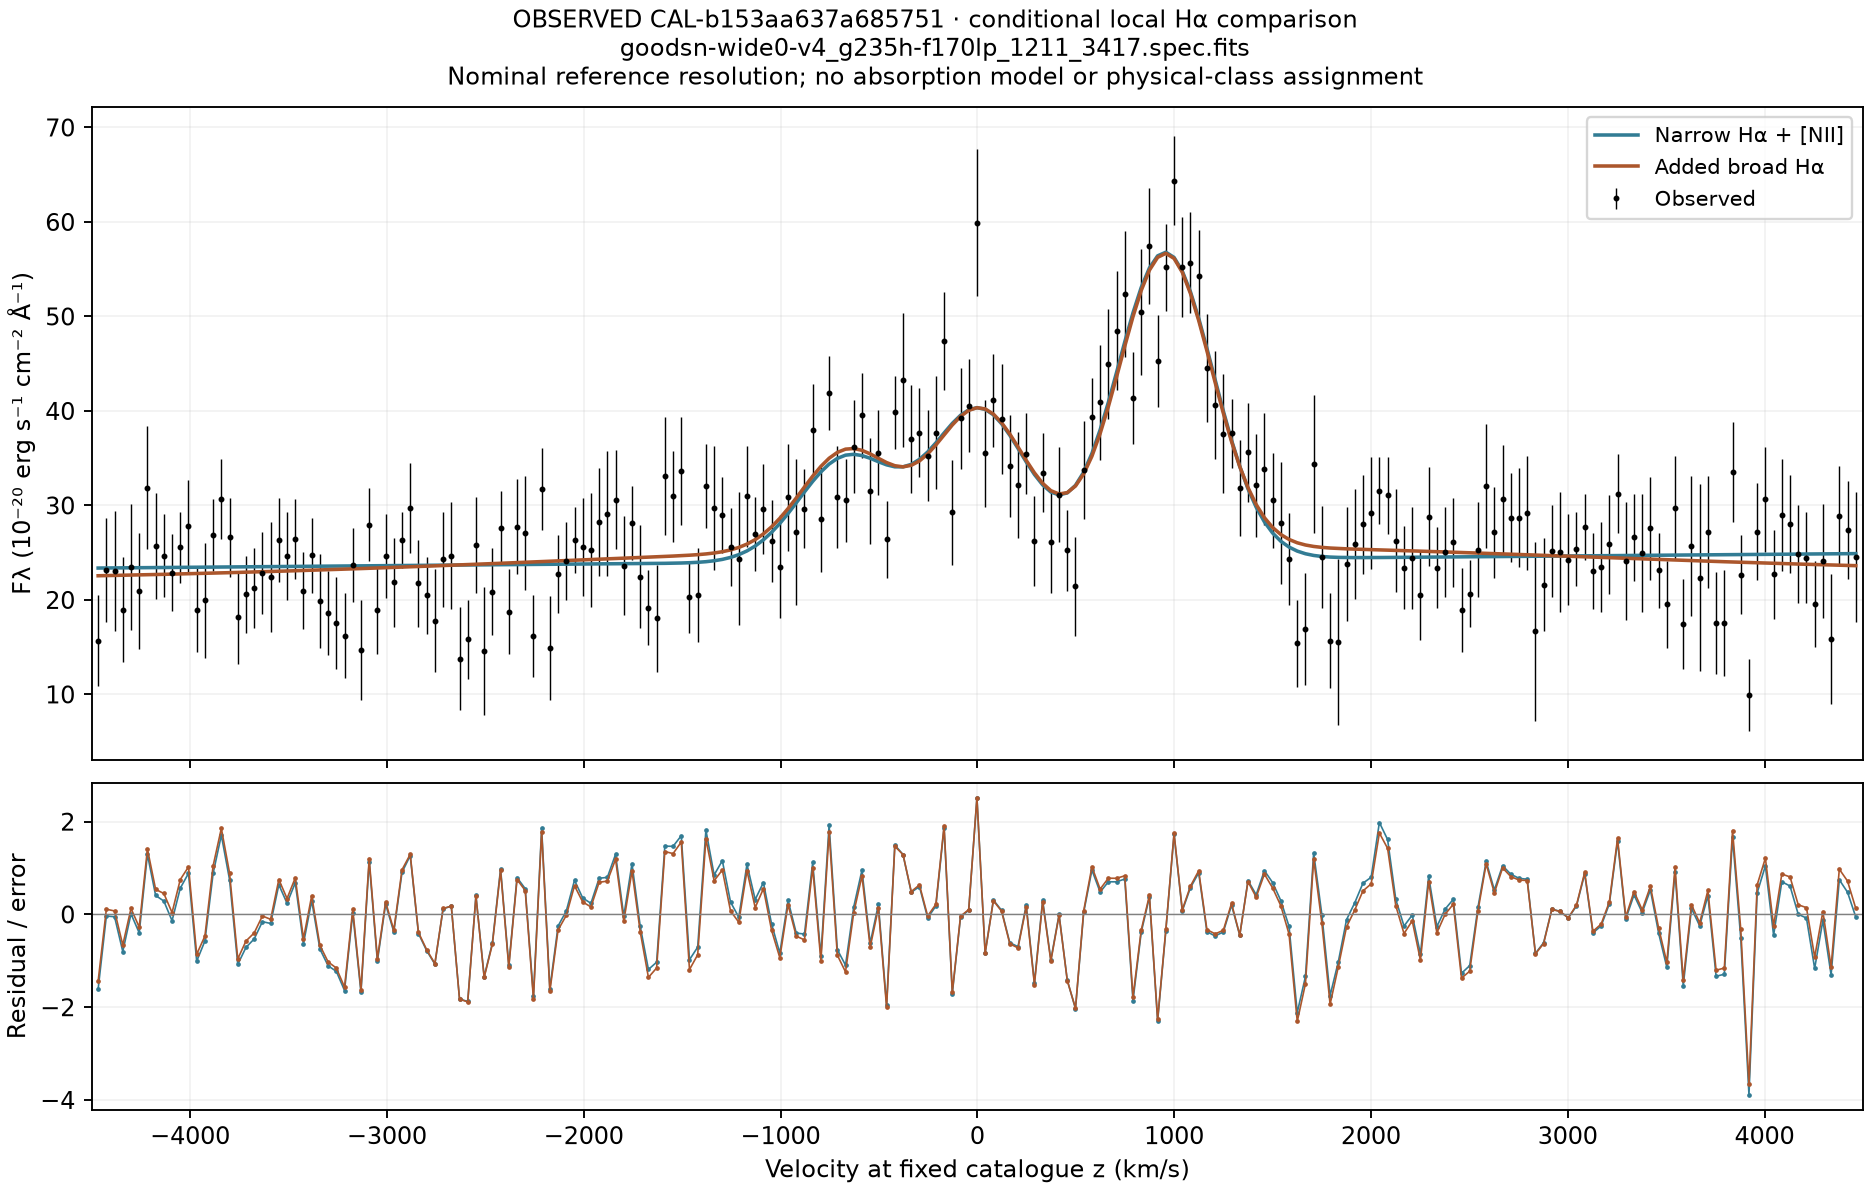 OBSERVED CAL-b153aa637a685751 · conditional local Hα comparison
goodsn-wide0-v4_g235h-f170lp_1211_3417.spec.fits
Nominal reference resolution; no absorption model or physical-class assignment
Fλ (10⁻²⁰ erg s⁻¹ cm⁻² Å⁻¹)
70
60
50
40
30
20
10
Narrow Hα + [NII]
Added broad Hα
Observed
Residual / error
2
0
−2
−4
−4000 −3000 −2000 −1000 0 1000 2000 3000 4000
Velocity at fixed catalogue z (km/s)